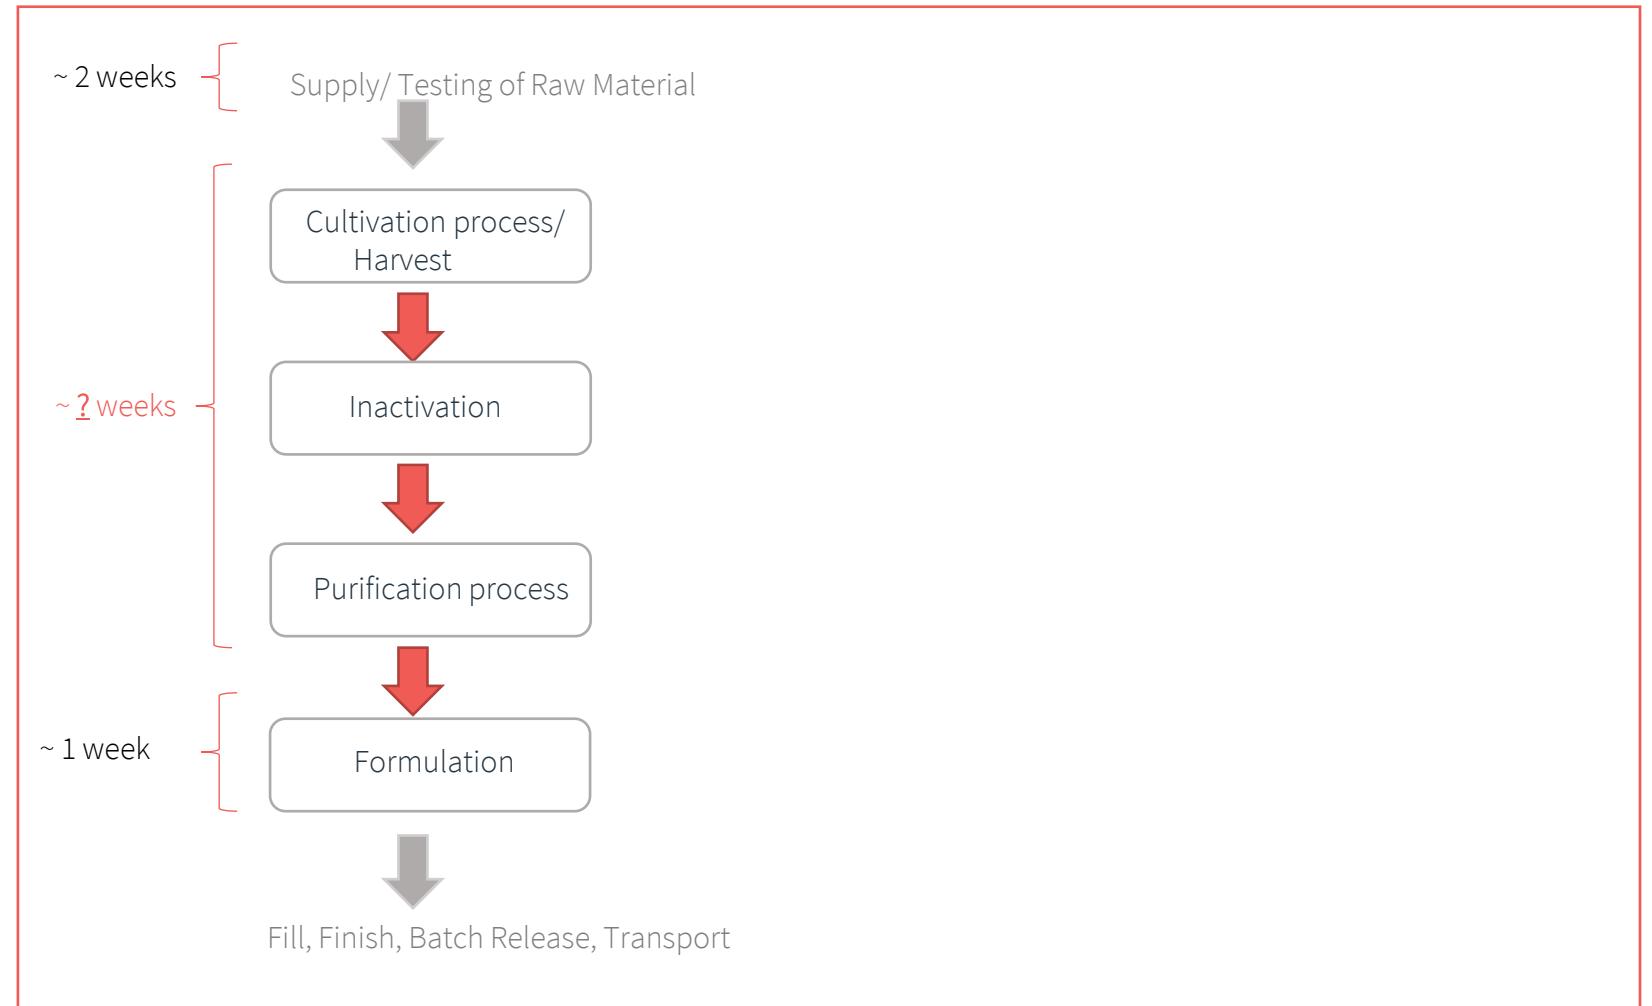 ~ 2 weeks
Supply/ Testing of Raw Material
Cultivation process/
Harvest
Inactivation
~ ? weeks
Purification process
~ 1 week
Formulation
Fill, Finish, Batch Release, Transport